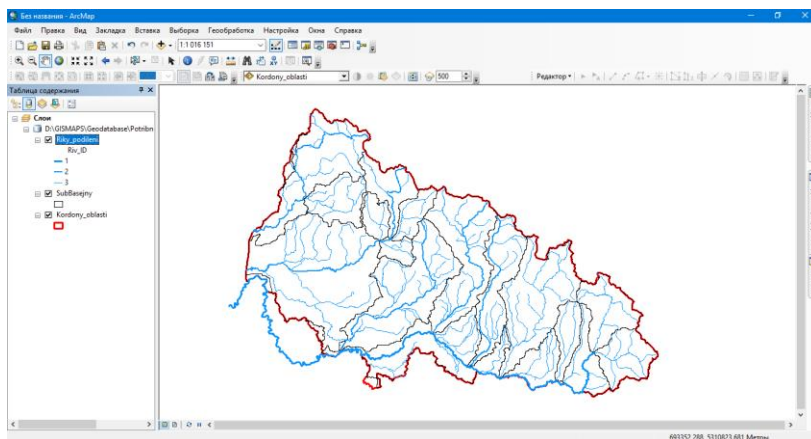 Без названия - ArcMap
Файл Правка Вид Закладка Вставка Выборка Геообработка Настройка Окна Справка
1:1 016 151
Kordony_oblasti 500 Редактор
Таблица содержания
Слои
D:\GISMAPS\Geodatabase\Potribn
Riky_podileni
Riv_ID
1
2
3
SubBasejny
Kordony_oblasti
693352,288 5310823,681 Метры